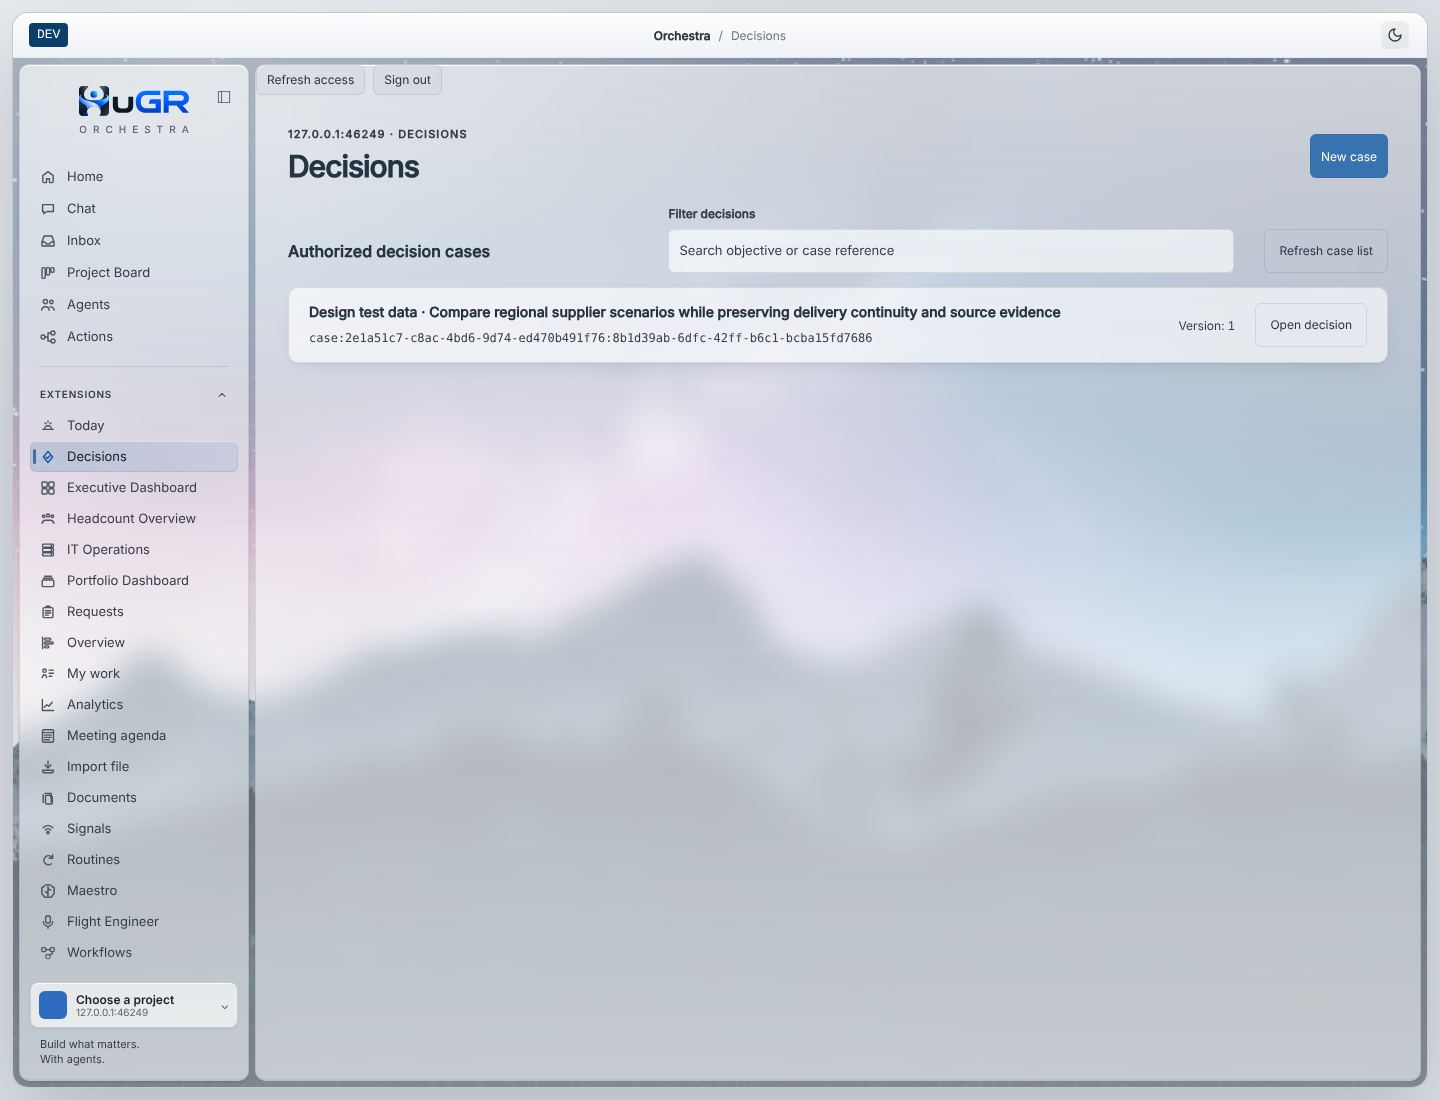 DEV
Orchestra / Decisions
HuGR
ORCHESTRA
Refresh access
Sign out
Home
Chat
Inbox
Project Board
Agents
Actions
EXTENSIONS
Today
Decisions
Executive Dashboard
Headcount Overview
IT Operations
Portfolio Dashboard
Requests
Overview
My work
Analytics
Meeting agenda
Import file
Documents
Signals
Routines
Maestro
Flight Engineer
Workflows
Choose a project
127.0.0.1:46249
Build what matters.
With agents.
127.0.0.1:46249 · DECISIONS
Decisions
New case
Filter decisions
Authorized decision cases
Search objective or case reference
Refresh case list
Design test data · Compare regional supplier scenarios while preserving delivery continuity and source evidence
case:2e1a51c7-c8ac-4bd6-9d74-ed470b491f76:8b1d39ab-6dfc-42ff-b6c1-bcba15fd7686
Version: 1
Open decision